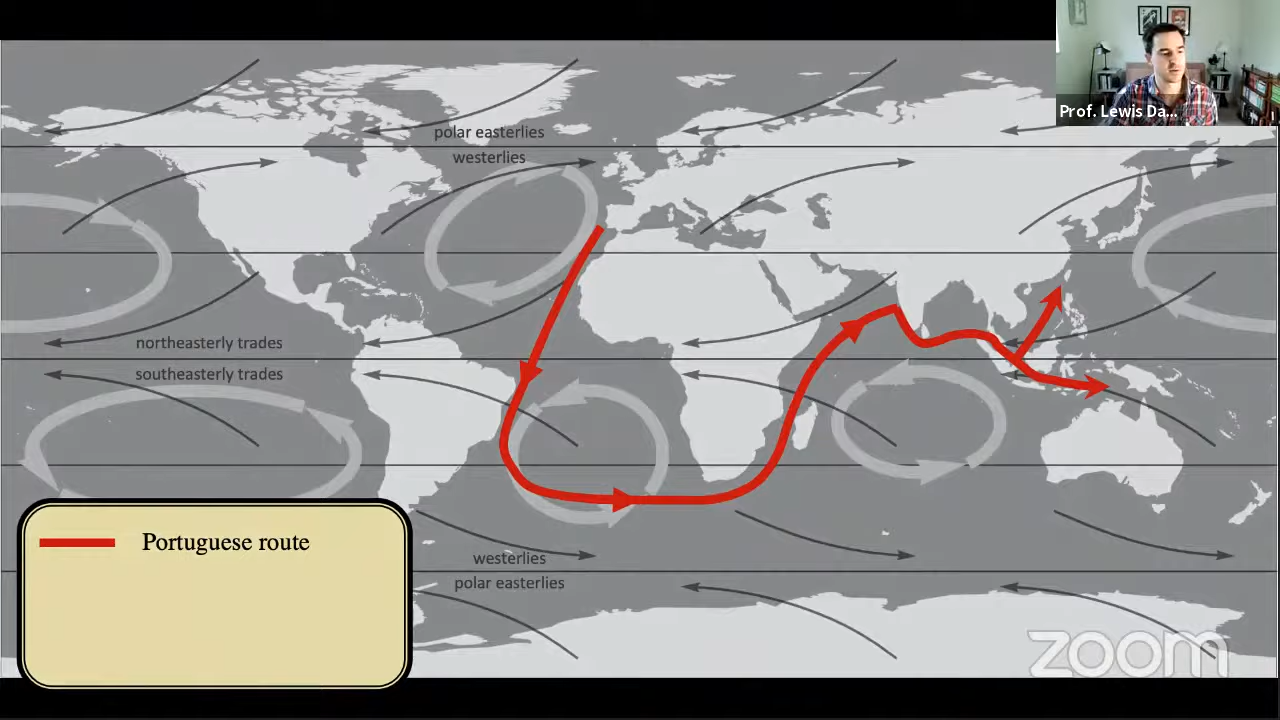 Prof. Lewis Da...
polar easterlies
westerlies
northeasterly trades
southeasterly trades
Portuguese route
westerlies
polar easterlies
zoom